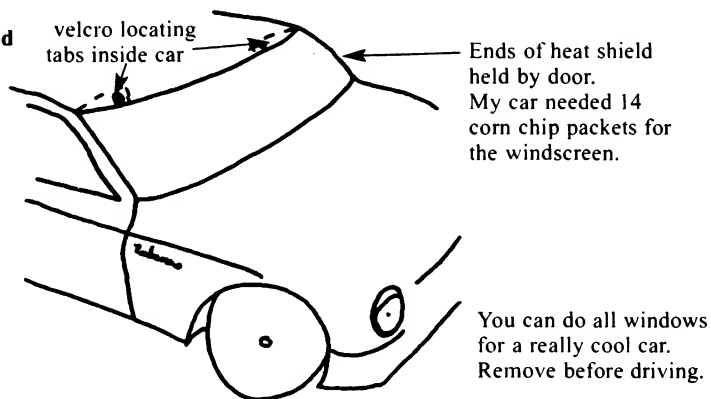 d
velcro locating
tabs inside car
Ends of heat shield
held by door.
My car needed 14
corn chip packets for
the windscreen.
You can do all windows
for a really cool car.
Remove before driving.